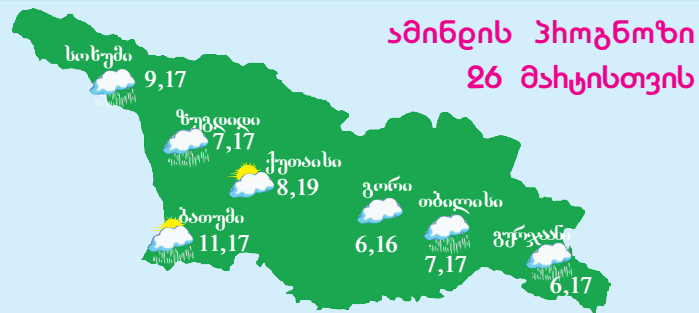 ამინდის პროგნოზი
26 მარტისთვის
სოხუმი
9,17
ზუგდიდი
7,17
ქუთაისი
8,19
გორი
6,16
თბილისი
7,17
ბათუმი
11,17
გურჯაანი
6,17